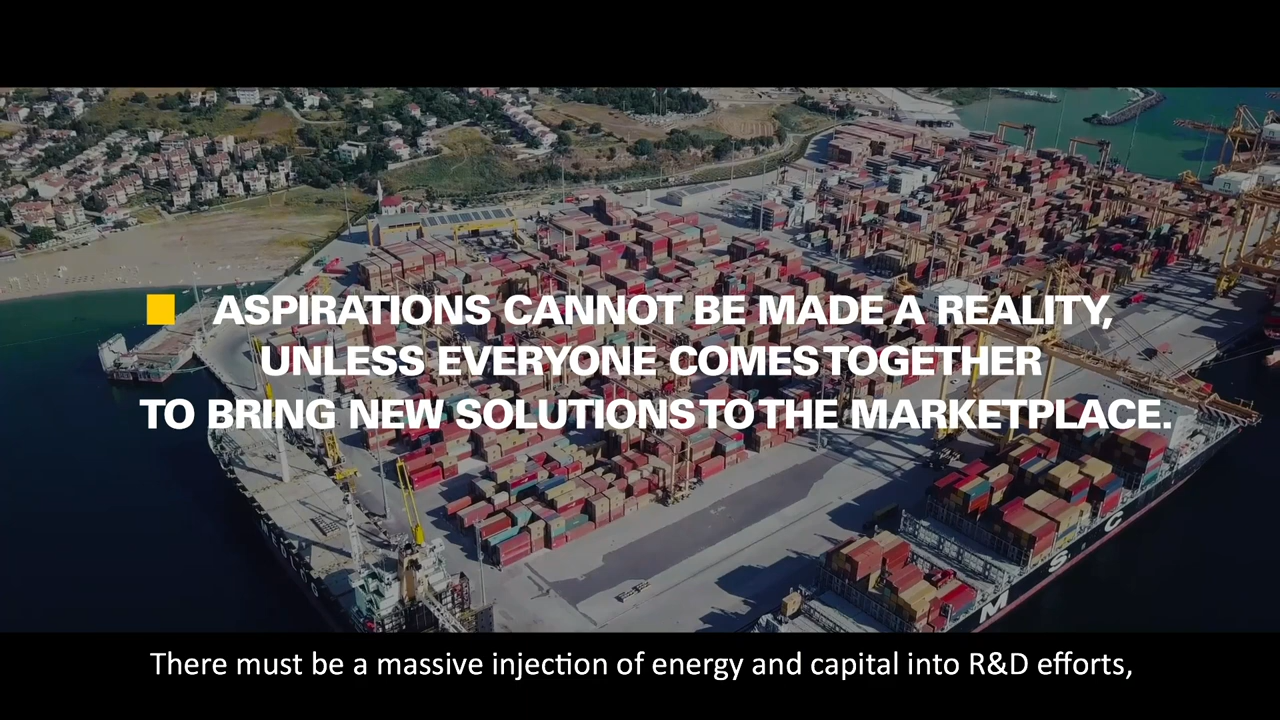 ASPIRATIONS CANNOT BE MADE A REALITY,
UNLESS EVERYONE COMES TOGETHER
TO BRING NEW SOLUTIONS TO THE MARKETPLACE.
M S C
There must be a massive injection of energy and capital into R&D efforts,